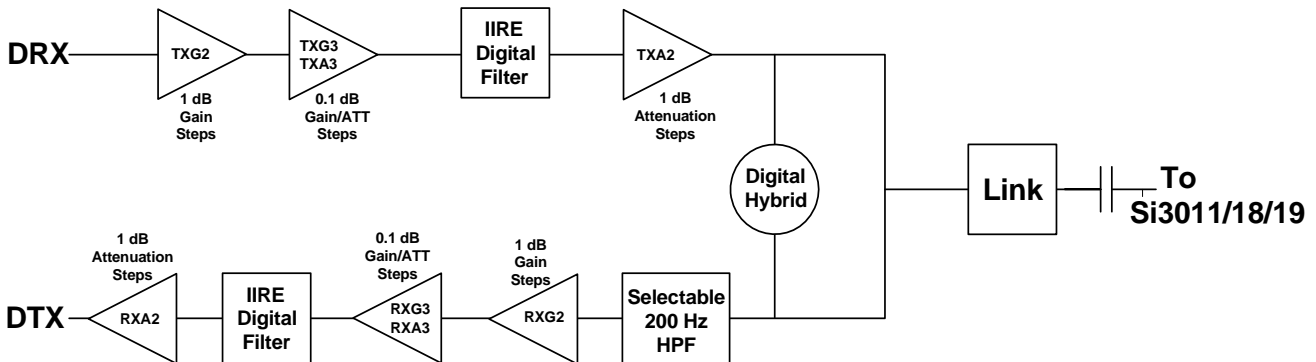 DRX
TXG2
1 dB
Gain
Steps
TXG3
TXA3
0.1 dB
Gain/ATT
Steps
IIRE
Digital
Filter
TXA2
1 dB
Attenuation
Steps
Digital
Hybrid
Link
To
Si3011/18/19
DTX
1 dB
Attenuation
Steps
RXA2
IIRE
Digital
Filter
0.1 dB
Gain/ATT
Steps
RXG3
RXA3
1 dB
Gain
Steps
RXG2
Selectable
200 Hz
HPF